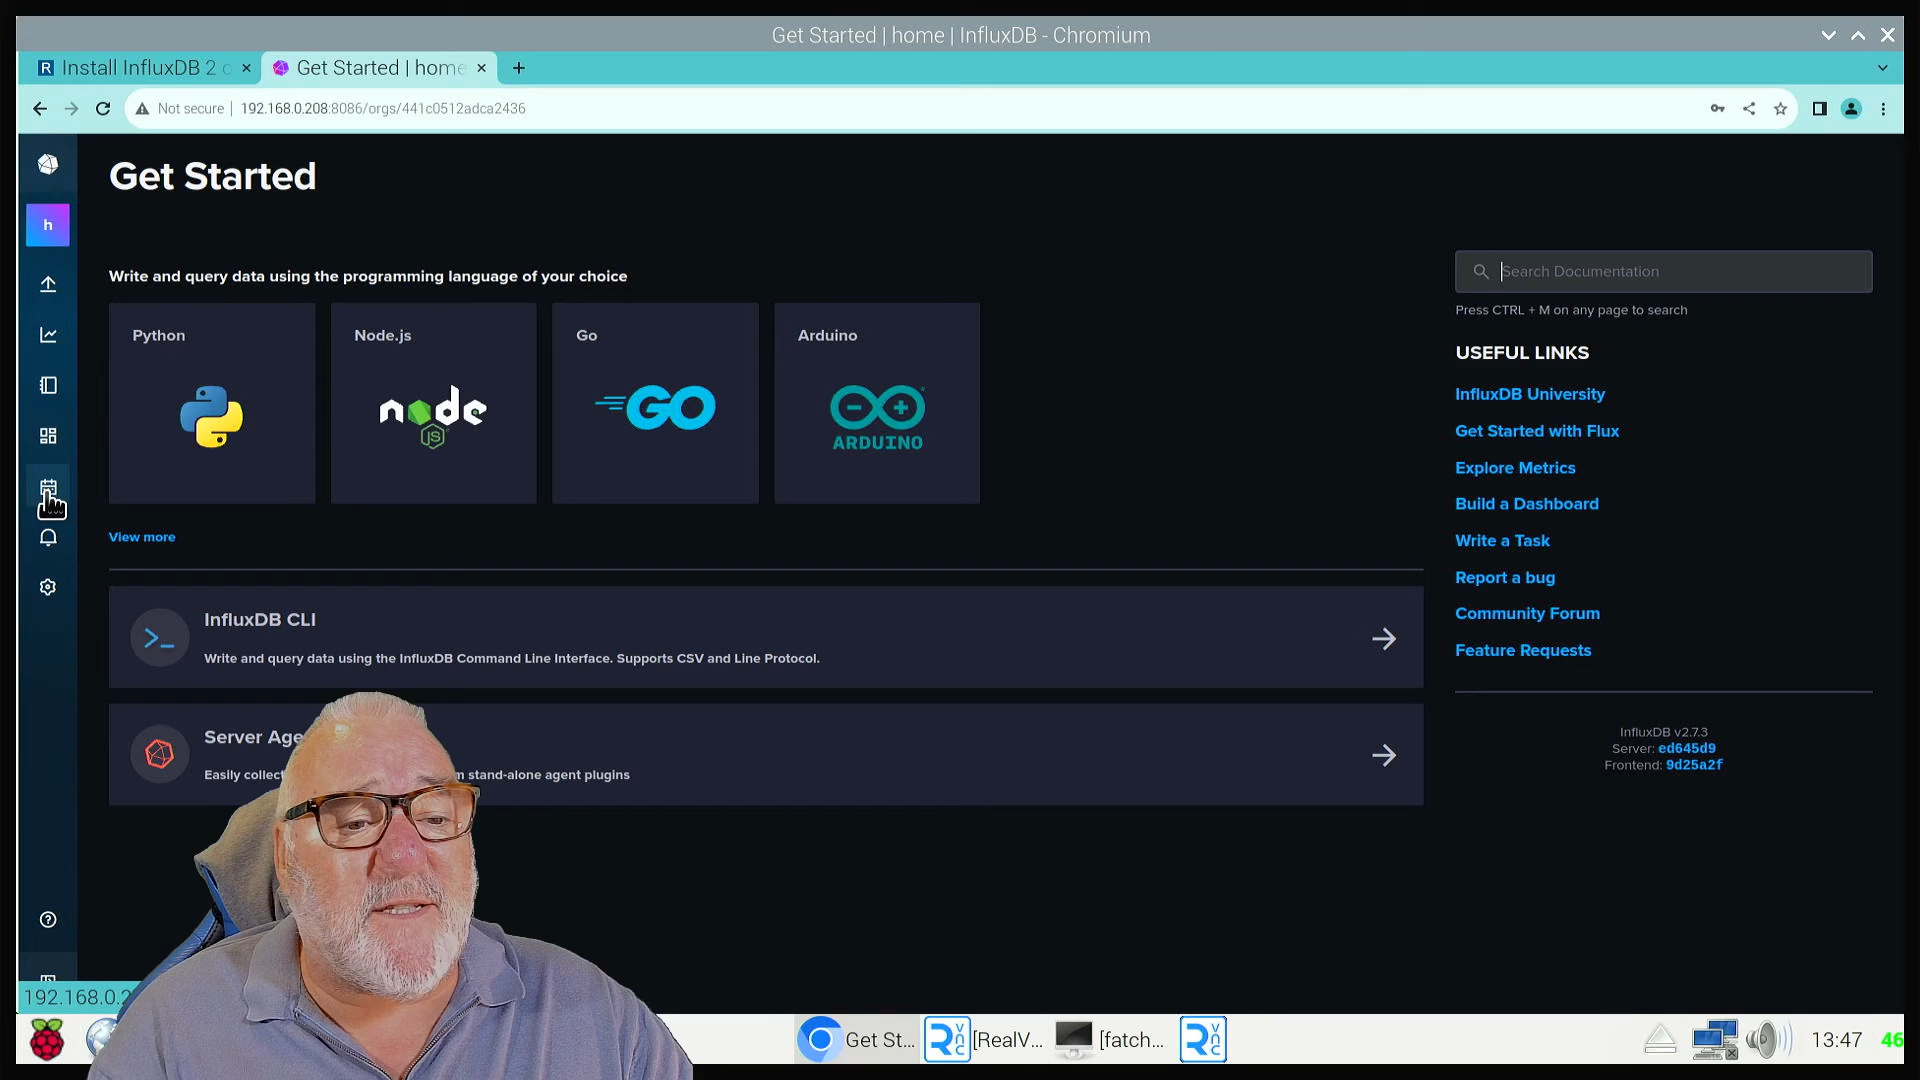 Get Started | home | InfluxDB - Chromium
Install InfluxDB 2 o
Get Started | home
Not secure
192.168.0.208:8086/orgs/441c0512adca2436
h
Get Started
Write and query data using the programming language of your choice
Python
Node.js
Go
Arduino
node
JS
GO
ARDUINO
View more
InfluxDB CLI
Write and query data using the InfluxDB Command Line Interface. Supports CSV and Line Protocol.
Server Age
Easily collect
m stand-alone agent plugins
Search Documentation
Press CTRL + M on any page to search
USEFUL LINKS
InfluxDB University
Get Started with Flux
Explore Metrics
Build a Dashboard
Write a Task
Report a bug
Community Forum
Feature Requests
InfluxDB v2.7.3
Server: ed645d9
Frontend: 9d25a2f
192.168.0.2
Get St...
[RealV...
[fatch...
13:47
46